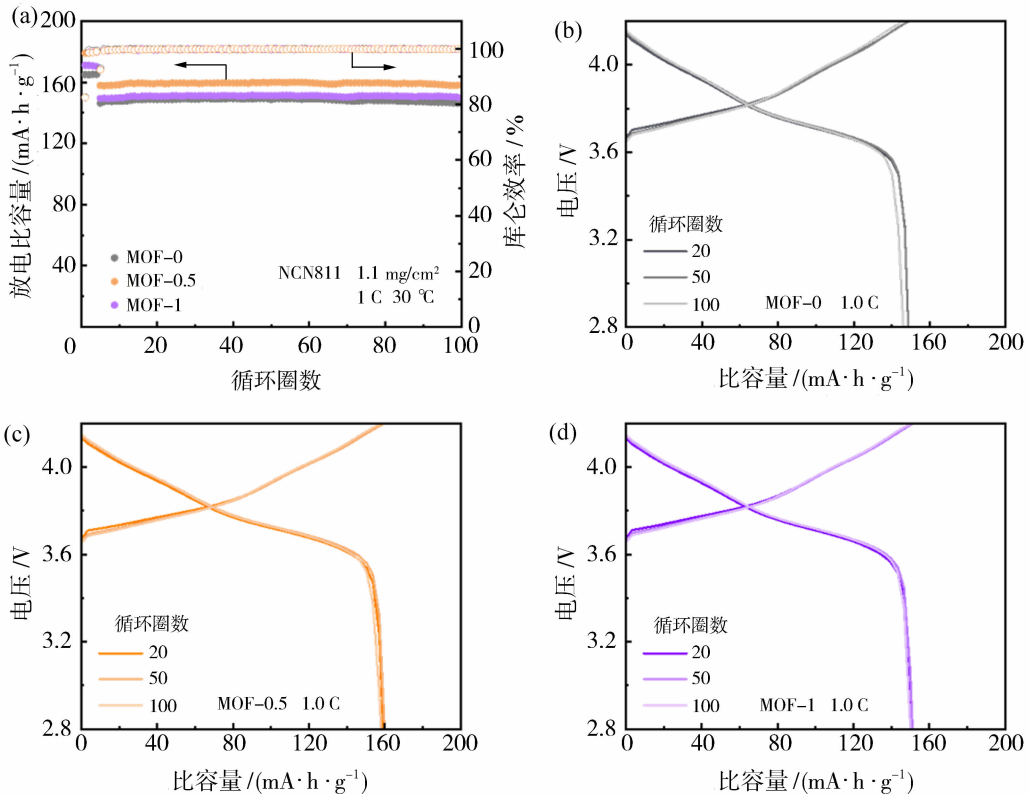 (a)
200
160
120
80
40
放电比容量/(mA·h·g⁻¹)
100
80
60
40
20
0
库仑效率/%
MOF-0
MOF-0.5
MOF-1
NCN811 1.1 mg/cm²
1 C 30 ℃
0 20 40 60 80 100
循环圈数
(b)
4.0
3.6
3.2
2.8
电压/V
循环圈数
20
50
100
MOF-0 1.0 C
0 40 80 120 160 200
比容量/(mA·h·g⁻¹)
(c)
4.0
3.6
3.2
2.8
电压/V
循环圈数
20
50
100
MOF-0.5 1.0 C
0 40 80 120 160 200
比容量/(mA·h·g⁻¹)
(d)
4.0
3.6
3.2
2.8
电压/V
循环圈数
20
50
100
MOF-1 1.0 C
0 40 80 120 160 200
比容量/(mA·h·g⁻¹)